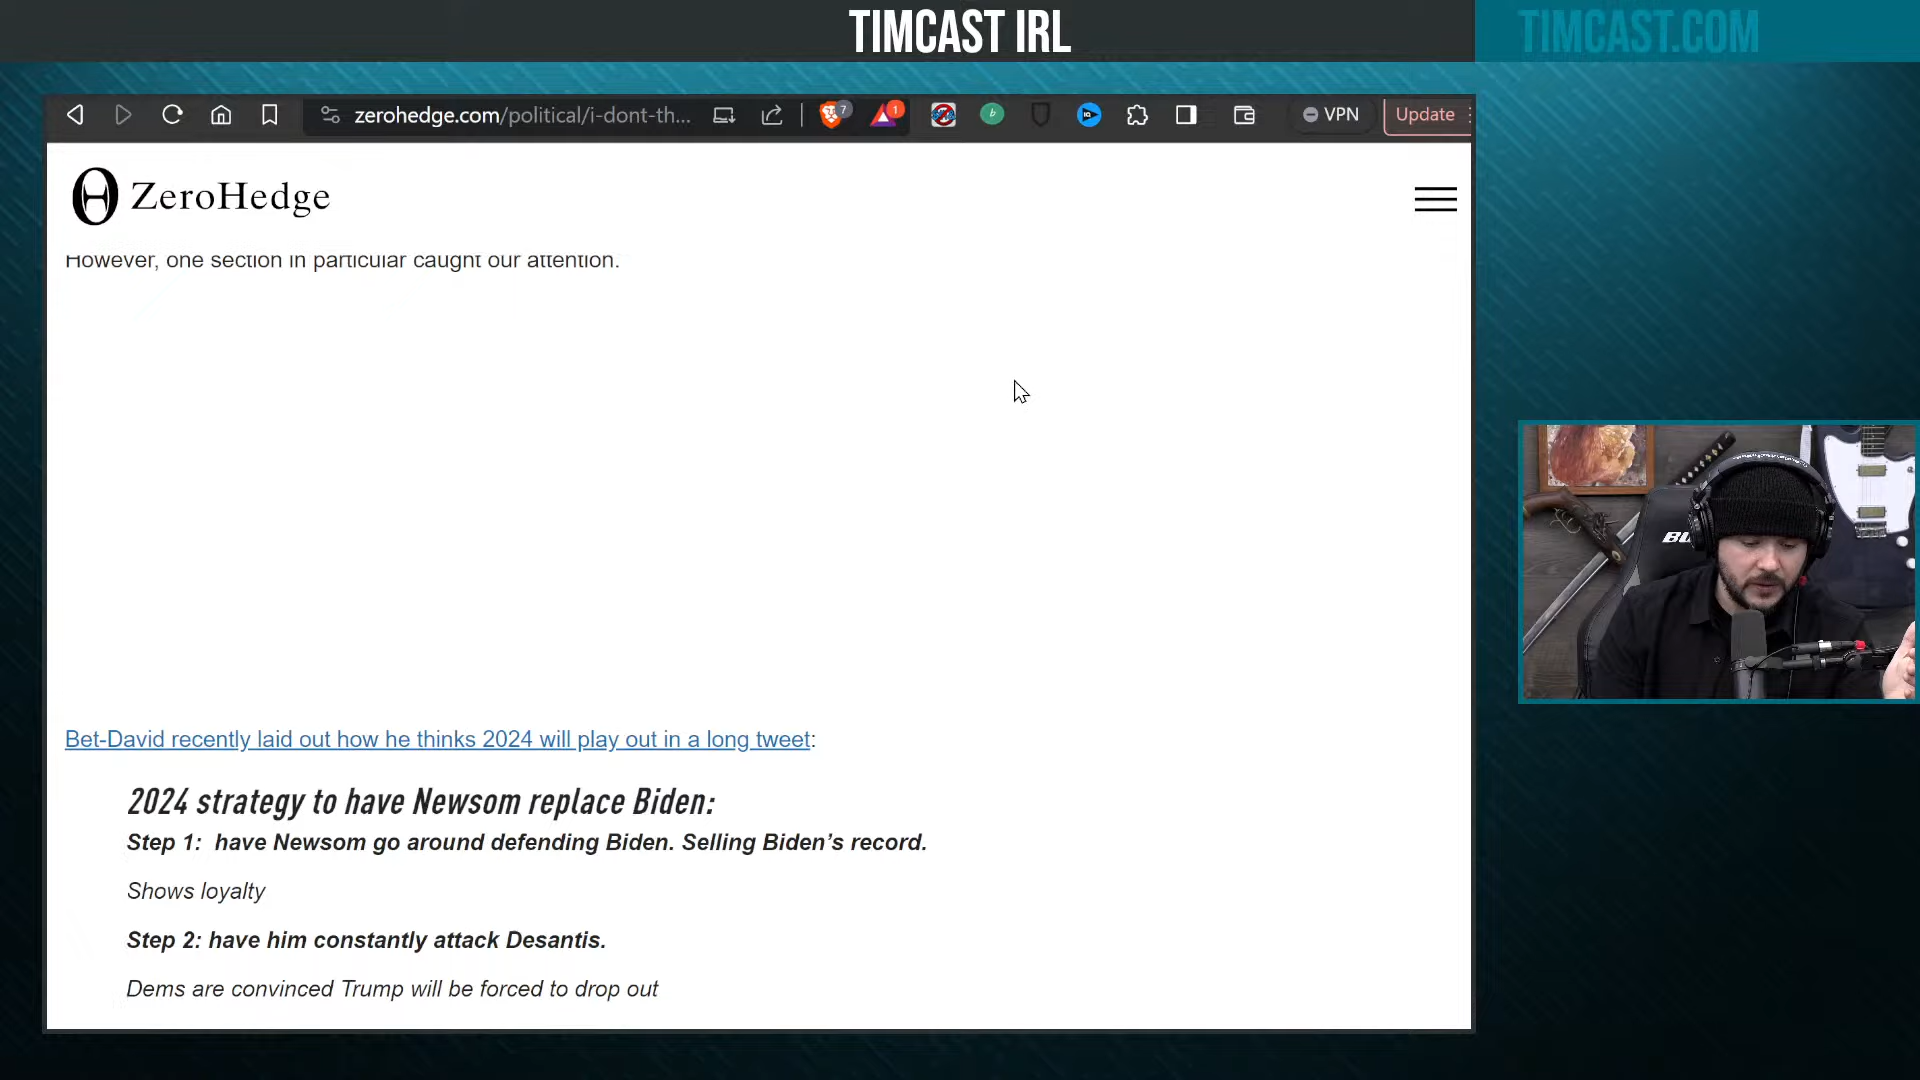 TIMCAST IRL
TIMCAST.COM
zerohedge.com/political/i-dont-th...
7
1
b
VPN
Update
ZeroHedge
However, one section in particular caught our attention.
Bet-David recently laid out how he thinks 2024 will play out in a long tweet:
2024 strategy to have Newsom replace Biden:
Step 1:  have Newsom go around defending Biden. Selling Biden’s record.
Shows loyalty
Step 2: have him constantly attack Desantis.
Dems are convinced Trump will be forced to drop out